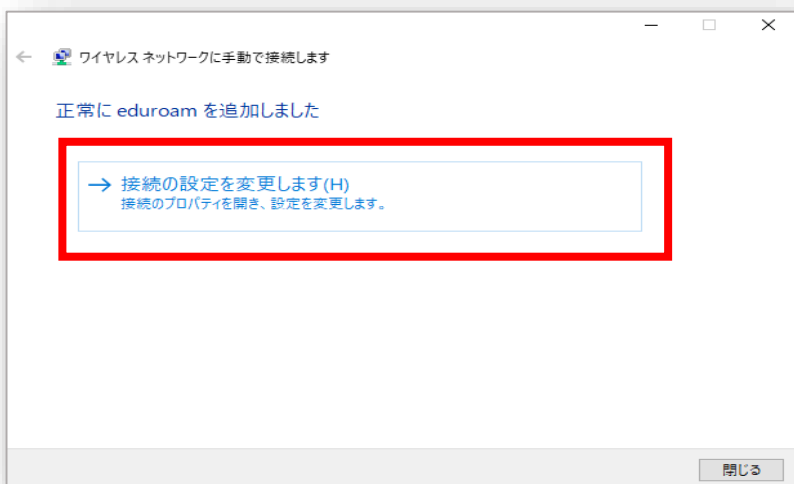 ワイヤレス ネットワークに手動で接続します
正常に eduroam を追加しました
接続の設定を変更します(H)
接続のプロパティを開き、設定を変更します。
閉じる